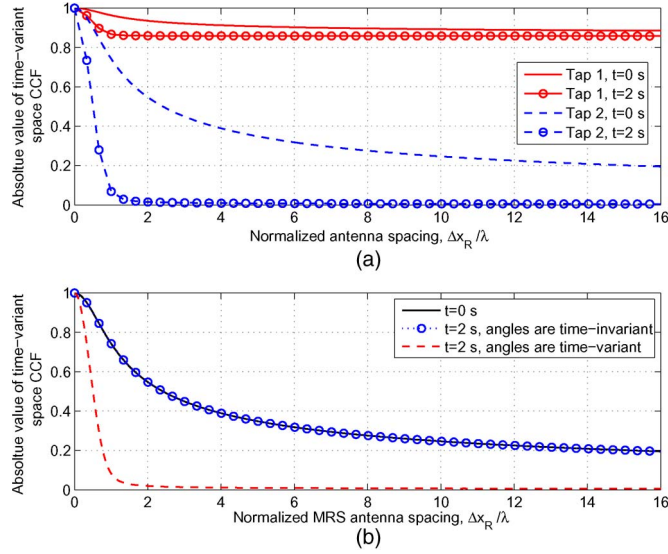 1
0.8
0.6
0.4
0.2
0
0 2 4 6 8 10 12 14 16
Absoltue value of time-variant
space CCF
Tap 1, t=0 s
Tap 1, t=2 s
Tap 2, t=0 s
Tap 2, t=2 s
Normalized antenna spacing, Δx_R/λ
(a)
1
0.8
0.6
0.4
0.2
0
0 2 4 6 8 10 12 14 16
Absoltue value of time-variant
space CCF
t=0 s
t=2 s, angles are time-invariant
t=2 s, angles are time-variant
Normalized MRS antenna spacing, Δx_R/λ
(b)